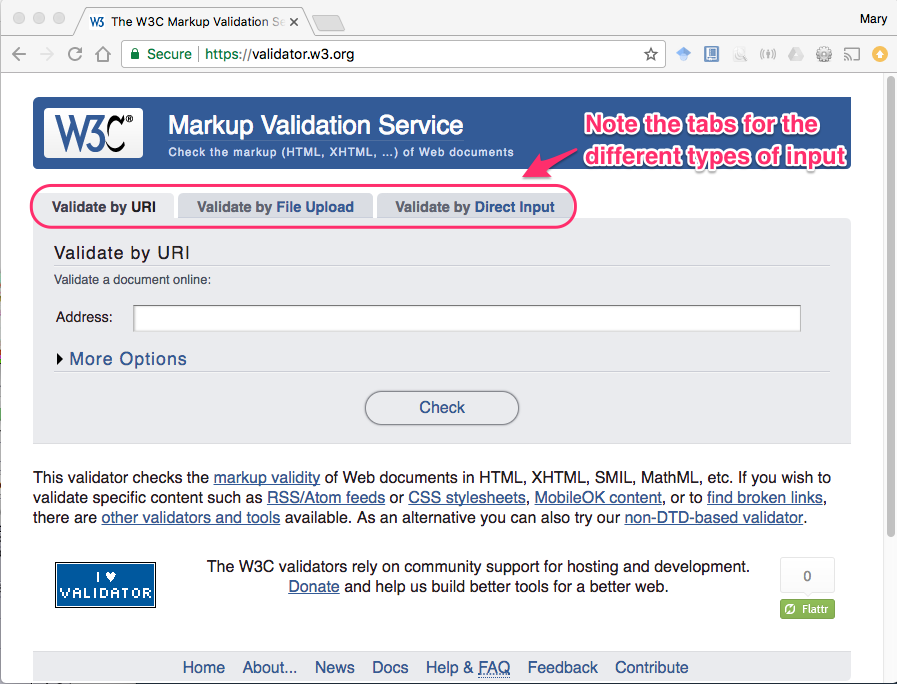 W3 The W3C Markup Validation Se
Mary
Secure https://validator.w3.org
W3C®
Markup Validation Service
Check the markup (HTML, XHTML, ...) of Web documents
Note the tabs for the
different types of input
Validate by URI Validate by File Upload Validate by Direct Input
Validate by URI
Validate a document online:
Address:
More Options
Check
This validator checks the markup validity of Web documents in HTML, XHTML, SMIL, MathML, etc. If you wish to
validate specific content such as RSS/Atom feeds or CSS stylesheets, MobileOK content, or to find broken links,
there are other validators and tools available. As an alternative you can also try our non-DTD-based validator.
I ♥
VALIDATOR
The W3C validators rely on community support for hosting and development.
Donate and help us build better tools for a better web.
0
Flattr
Home About... News Docs Help & FAQ Feedback Contribute